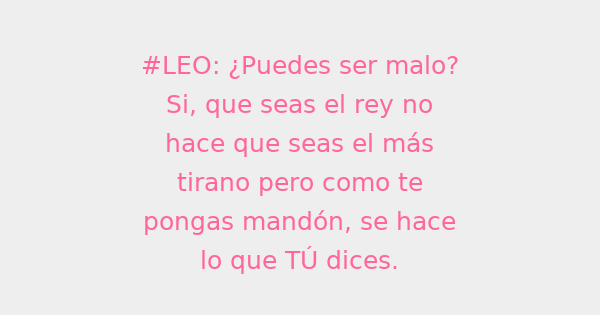 #LEO: ¿Puedes ser malo?
Si, que seas el rey no
hace que seas el más
tirano pero como te
pongas mandón, se hace
lo que TÚ dices.